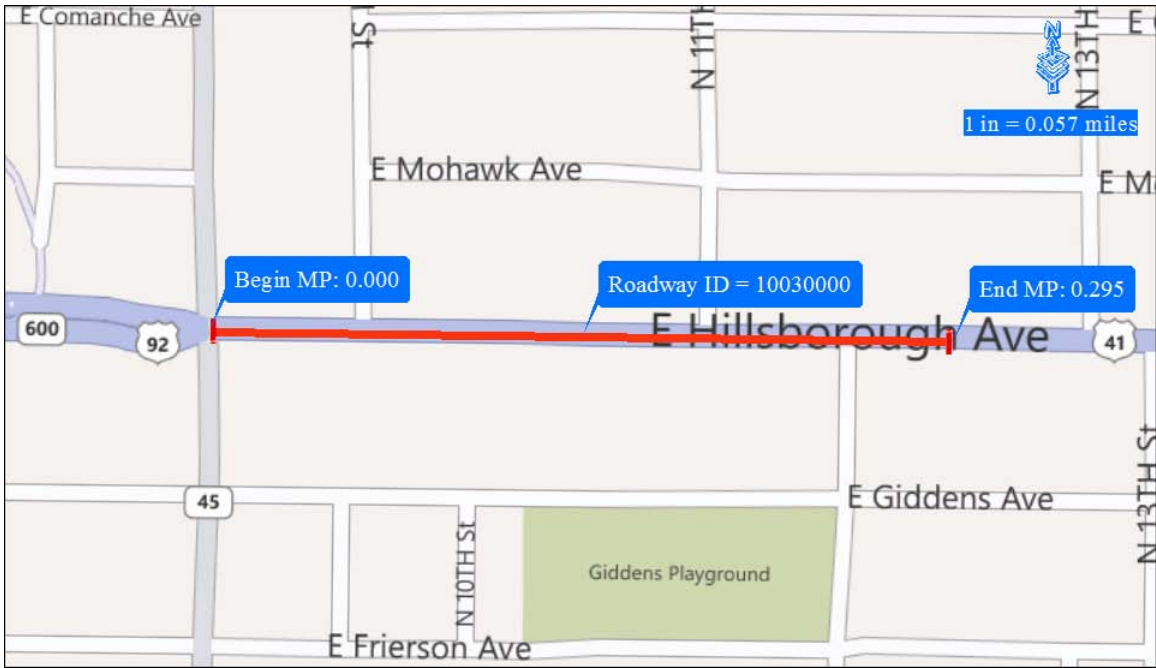 E Comanche Ave
St
N 11TH
N
N 13TH
E
1 in = 0.057 miles
E Mohawk Ave
E M
Begin MP: 0.000
Roadway ID = 10030000
End MP: 0.295
600
92
E Hillsborough Ave
41
45
E Giddens Ave
N 13TH St
N 10TH St
Giddens Playground
E Frierson Ave